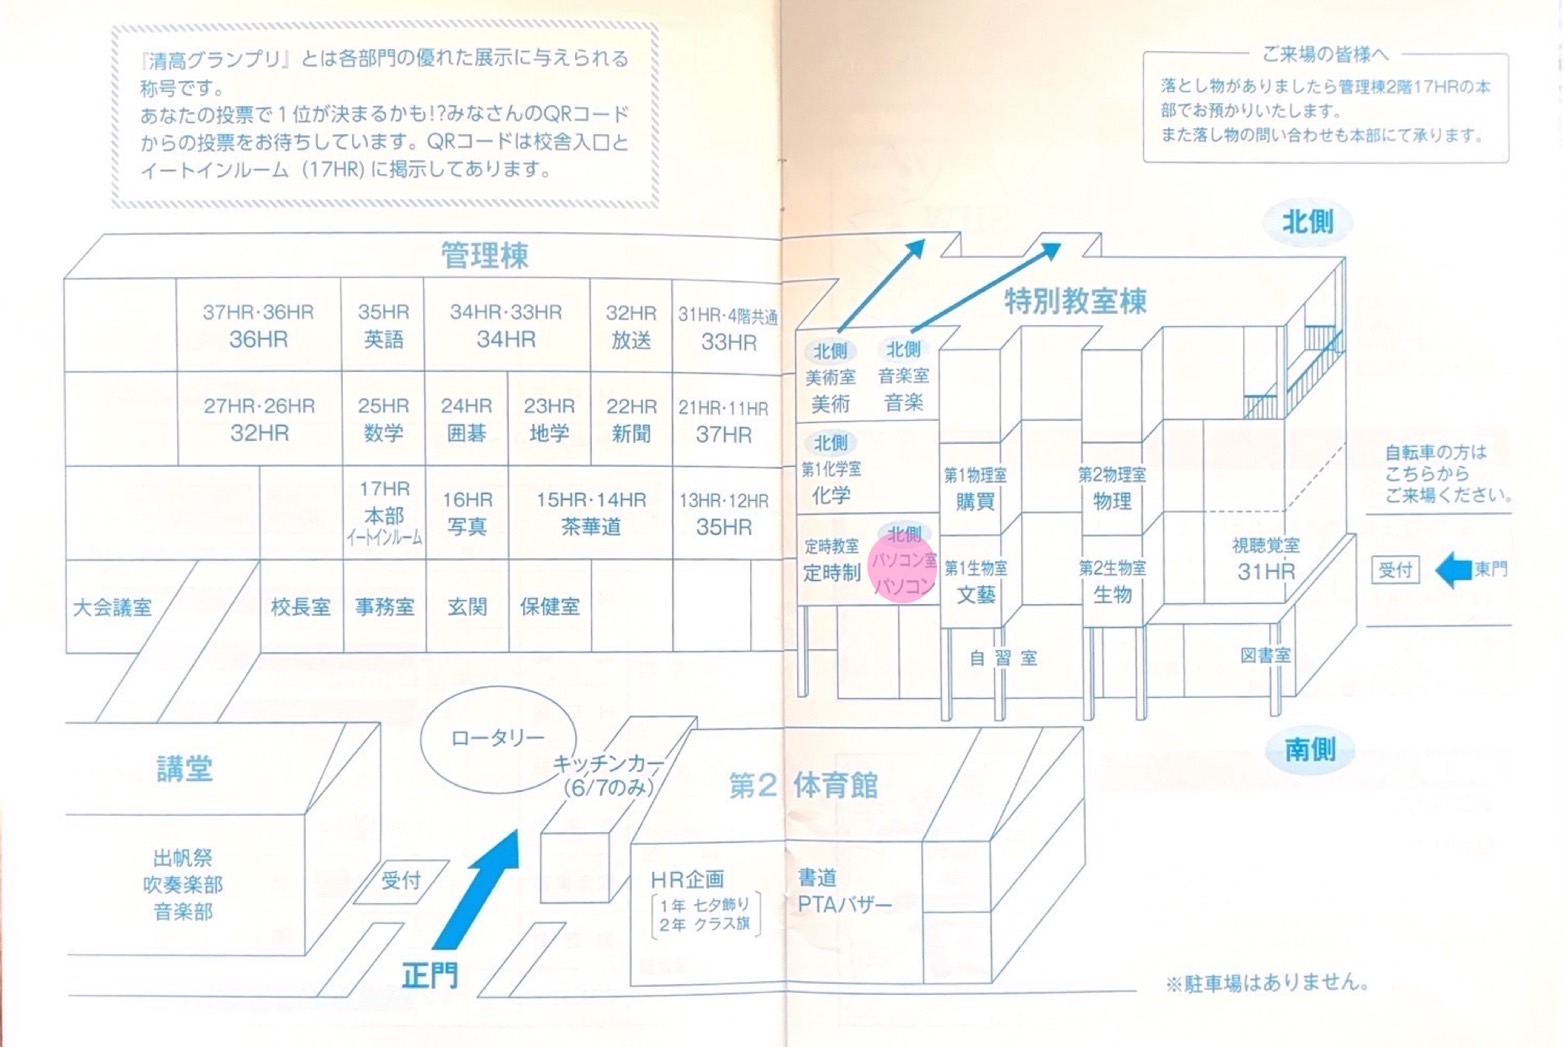 『清高グランプリ』とは各部門の優れた展示に与えられる
称号です。
あなたの投票で1位が決まるかも!?みなさんのQRコード
からの投票をお待ちしています。QRコードは校舎入口と
イートインルーム（17HR）に掲示してあります。
ご来場の皆様へ
落とし物がありましたら管理棟2階17HRの本
部でお預かりいたします。
また落し物の問い合わせも本部にて承ります。
北側
管理棟
特別教室棟
37HR・36HR
36HR
35HR
英語
34HR・33HR
34HR
32HR
放送
31HR・4階共通
33HR
北側
美術室
美術
北側
音楽室
音楽
27HR・26HR
32HR
25HR
数学
24HR
囲碁
23HR
地学
22HR
新聞
21HR・11HR
37HR
北側
第1化学室
化学
第1物理室
購買
第2物理室
物理
自転車の方は
こちらから
ご来場ください。
17HR
本部
イートインルーム
16HR
写真
15HR・14HR
茶華道
13HR・12HR
35HR
定時教室
定時制
北側
パソコン室
パソコン
第1生物室
文藝
第2生物室
生物
視聴覚室
31HR
受付
東門
大会議室
校長室
事務室
玄関
保健室
自習室
図書室
南側
講堂
ロータリー
キッチンカー
(6/7のみ)
第2体育館
出帆祭
吹奏楽部
音楽部
受付
正門
HR企画
1年 七夕飾り
2年 クラス旗
書道
PTAバザー
※駐車場はありません。